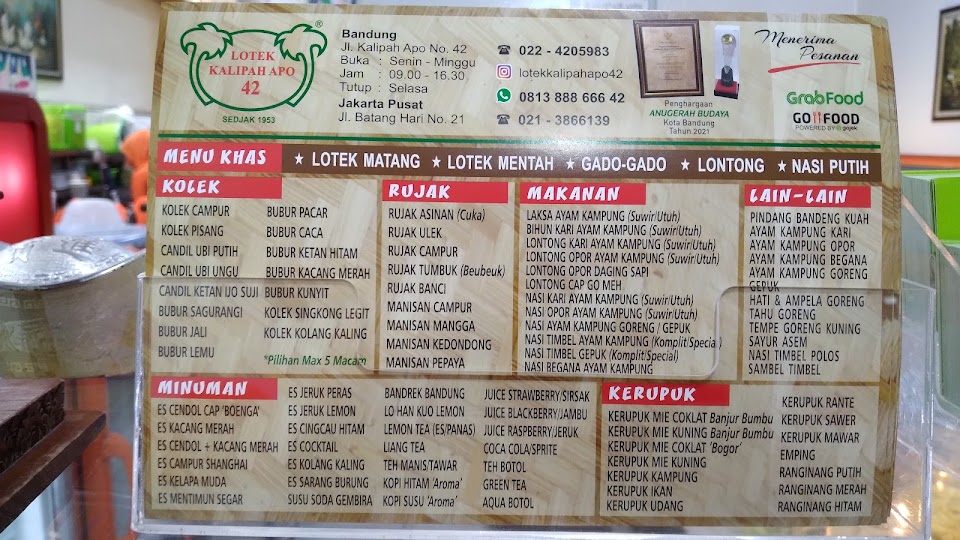 LOTEK
KALIPAH APO
42
®
SEDJAK 1953
Bandung
Jl. Kalipah Apo No. 42
Buka : Senin - Minggu
Jam : 09.00 - 16.30
Tutup : Selasa
Jakarta Pusat
Jl. Batang Hari No. 21
022 - 4205983
lotekkalipahapo42
0813 888 666 42
021 - 3866139
Penghargaan
ANUGERAH BUDAYA
Kota Bandung
Tahun 2021
Menerima
Pesanan
GrabFood
GO FOOD
POWERED BY gojek
MENU KHAS ★ LOTEK MATANG ★ LOTEK MENTAH ★ GADO-GADO ★ LONTONG ★ NASI PUTIH
KOLEK
KOLEK CAMPUR
KOLEK PISANG
CANDIL UBI PUTIH
CANDIL UBI UNGU
CANDIL KETAN IJO SUJI
BUBUR SAGURANGI
BUBUR JALI
BUBUR LEMU
BUBUR PACAR
BUBUR CACA
BUBUR KETAN HITAM
BUBUR KACANG MERAH
BUBUR KUNYIT
KOLEK SINGKONG LEGIT
KOLEK KOLANG KALING
*Pilihan Max 5 Macam
RUJAK
RUJAK ASINAN (Cuka)
RUJAK ULEK
RUJAK CAMPUR
RUJAK TUMBUK (Beubeuk)
RUJAK BANCI
MANISAN CAMPUR
MANISAN MANGGA
MANISAN KEDONDONG
MANISAN PEPAYA
MAKANAN
LAKSA AYAM KAMPUNG (Suwir/Utuh)
BIHUN KARI AYAM KAMPUNG (Suwir/Utuh)
LONTONG KARI AYAM KAMPUNG (Suwir/Utuh)
LONTONG OPOR AYAM KAMPUNG (Suwir/Utuh)
LONTONG OPOR DAGING SAPI
LONTONG CAP GO MEH
NASI KARI AYAM KAMPUNG (Suwir/Utuh)
NASI OPOR AYAM KAMPUNG (Suwir/Utuh)
NASI AYAM KAMPUNG GORENG / GEPUK
NASI TIMBEL AYAM KAMPUNG (Komplit/Special)
NASI TIMBEL GEPUK (Komplit/Special)
NASI BEGANA AYAM KAMPUNG
LAIN-LAIN
PINDANG BANDENG KUAH
AYAM KAMPUNG KARI
AYAM KAMPUNG OPOR
AYAM KAMPUNG BEGANA
AYAM KAMPUNG GORENG
GEPUK
HATI & AMPELA GORENG
TAHU GORENG
TEMPE GORENG KUNING
SAYUR ASEM
NASI TIMBEL POLOS
SAMBEL TIMBEL
MINUMAN
ES CENDOL CAP 'BOENGA'
ES KACANG MERAH
ES CENDOL + KACANG MERAH
ES CAMPUR SHANGHAI
ES KELAPA MUDA
ES MENTIMUN SEGAR
ES JERUK PERAS
ES JERUK LEMON
ES CINGCAU HITAM
ES COCKTAIL
ES KOLANG KALING
ES SARANG BURUNG
SUSU SODA GEMBIRA
BANDREK BANDUNG
LO HAN KUO LEMON
LEMON TEA (ES/PANAS)
LIANG TEA
TEH MANIS/TAWAR
KOPI HITAM 'Aroma'
KOPI SUSU 'Aroma'
JUICE STRAWBERRY/SIRSAK
JUICE BLACKBERRY/JAMBU
JUICE RASPBERRY/JERUK
COCA COLA/SPRITE
TEH BOTOL
GREEN TEA
AQUA BOTOL
KERUPUK
KERUPUK MIE COKLAT Banjur Bumbu
KERUPUK MIE KUNING Banjur Bumbu
KERUPUK MIE COKLAT 'Bogor'
KERUPUK MIE KUNING
KERUPUK KAMPUNG
KERUPUK IKAN
KERUPUK UDANG
KERUPUK RANTE
KERUPUK SAWER
KERUPUK MAWAR
EMPING
RANGINANG PUTIH
RANGINANG MERAH
RANGINANG HITAM